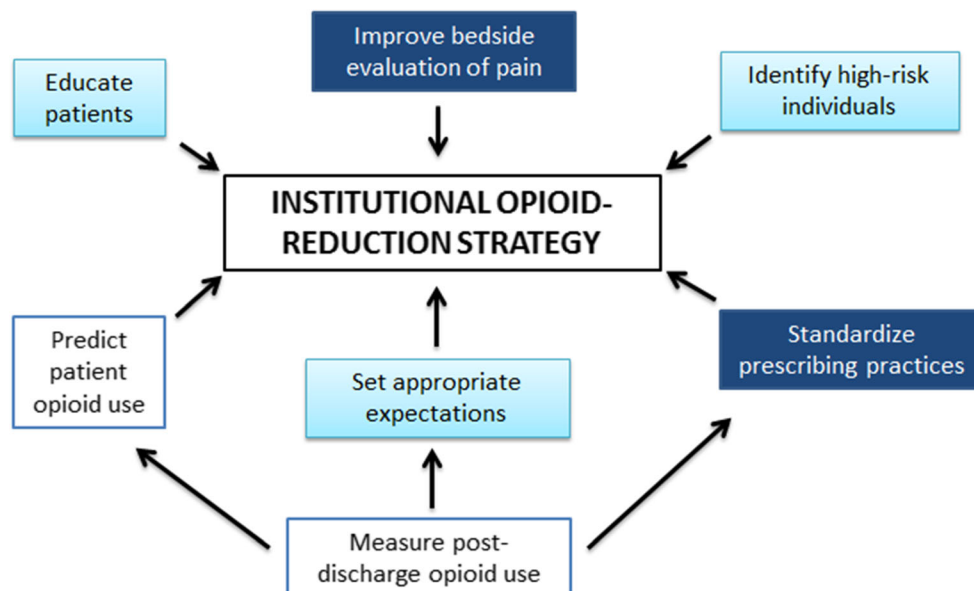 Improve bedside
evaluation of pain
Educate
patients
Identify high-risk
individuals
INSTITUTIONAL OPIOID-
REDUCTION STRATEGY
Predict
patient
opioid use
Set appropriate
expectations
Standardize
prescribing practices
Measure post-
discharge opioid use